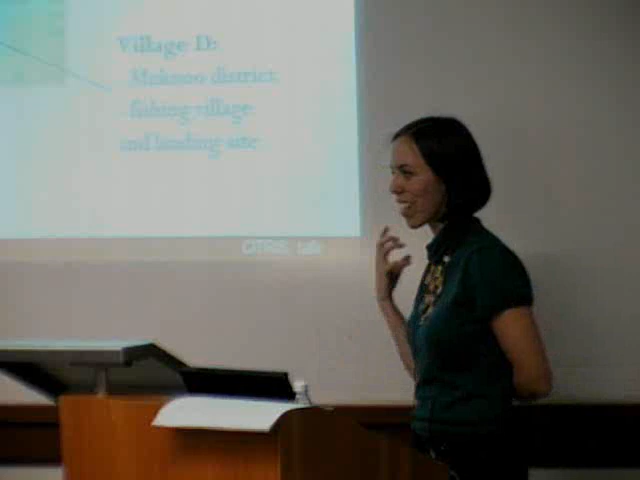 Village D:
district
fishing village
and landing site